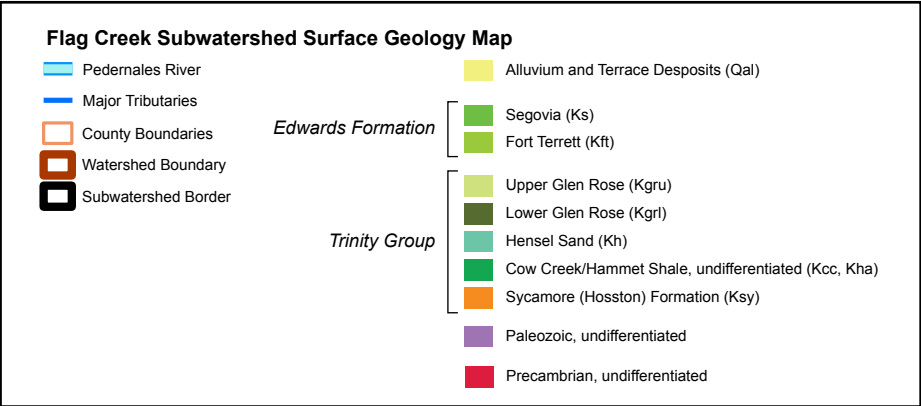 Flag Creek Subwatershed Surface Geology Map
Pedernales River
Major Tributaries
County Boundaries
Watershed Boundary
Subwatershed Border
Alluvium and Terrace Desposits (Qal)
Edwards Formation
Segovia (Ks)
Fort Terrett (Kft)
Trinity Group
Upper Glen Rose (Kgru)
Lower Glen Rose (Kgrl)
Hensel Sand (Kh)
Cow Creek/Hammet Shale, undifferentiated (Kcc, Kha)
Sycamore (Hosston) Formation (Ksy)
Paleozoic, undifferentiated
Precambrian, undifferentiated